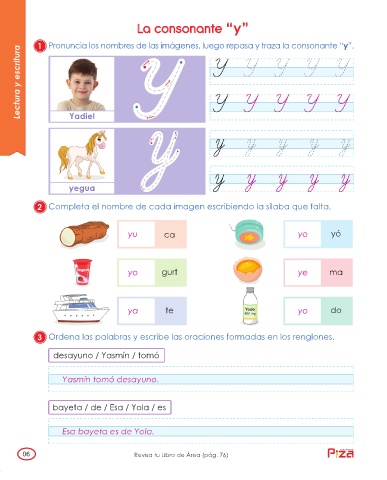 La consonante "y"
Lectura y escritura
1 Pronuncia los nombres de las imágenes, luego repasa y traza la consonante "y".
Yadiel
Y
Y Y Y Y Y
Y Y Y Y Y
yegua
y
y y y y y
y y y y y
2 Completa el nombre de cada imagen escribiendo la sílaba que falta.
yu ca
yo yó
yo gurt
ye ma
ya te
Yodo
yo do
3 Ordena las palabras y escribe las oraciones formadas en los renglones.
desayuno / Yasmín / tomó
Yasmín tomó desayuno.
bayeta / de / Esa / Yola / es
Esa bayeta es de Yola.
06
Revisa tu Libro de Área (pág. 76)
Piza